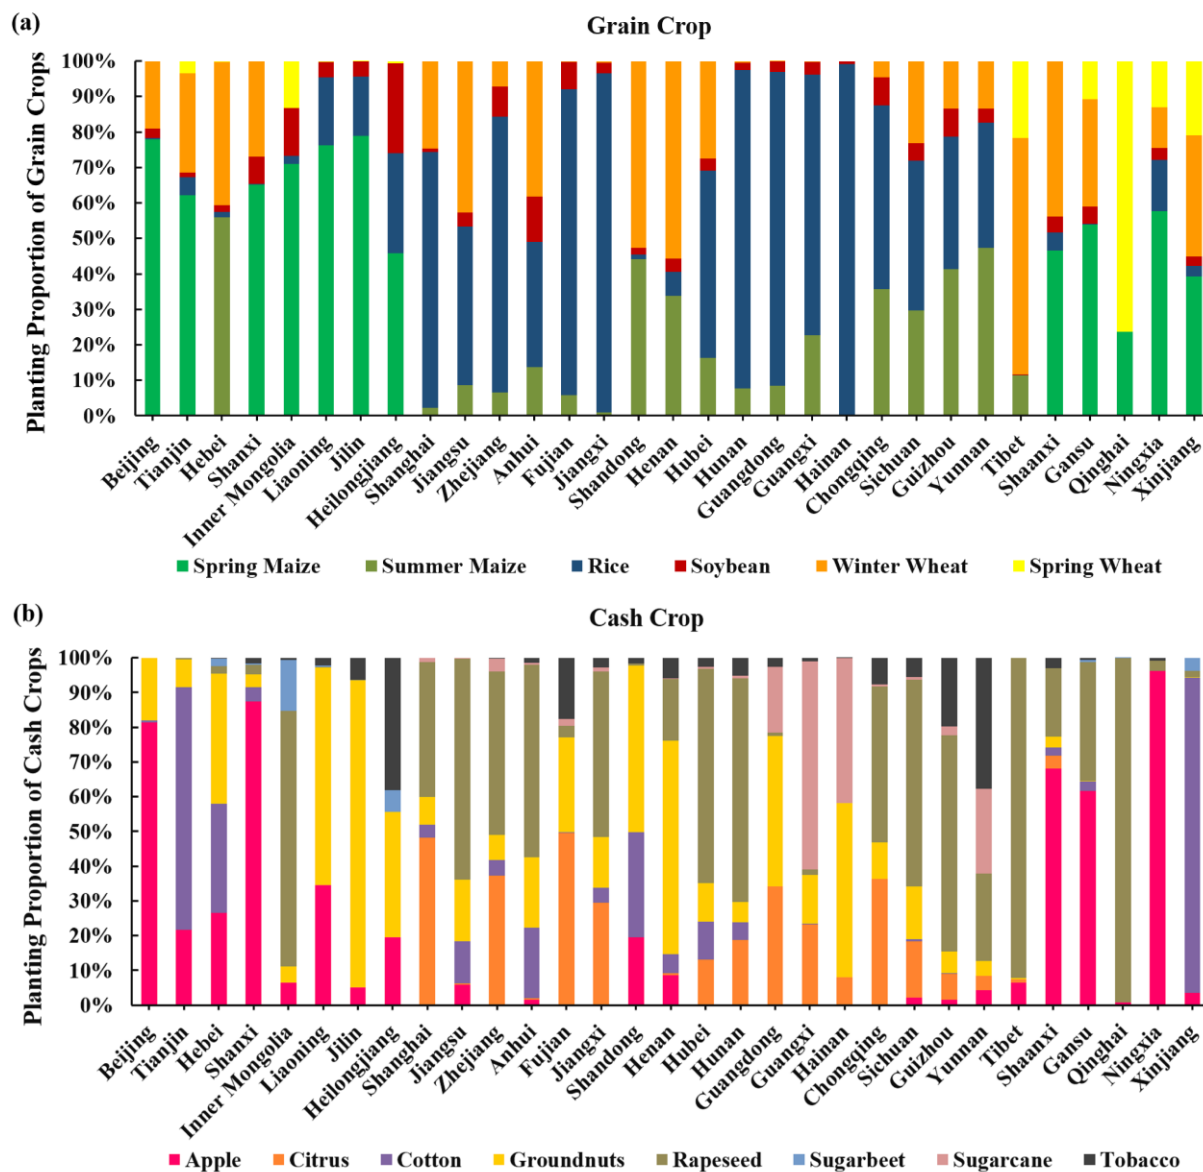 (a)
Grain Crop
Planting Proportion of Grain Crops
100%
90%
80%
70%
60%
50%
40%
30%
20%
10%
0%
Beijing
Tianjin
Hebei
Shanxi
Inner Mongolia
Liaoning
Jilin
Heilongjiang
Shanghai
Jiangsu
Zhejiang
Anhui
Fujian
Jiangxi
Shandong
Henan
Hubei
Hunan
Guangdong
Guangxi
Hainan
Chongqing
Sichuan
Guizhou
Yunnan
Tibet
Shaanxi
Gansu
Qinghai
Ningxia
Xinjiang
Spring Maize Summer Maize Rice Soybean Winter Wheat Spring Wheat
(b)
Cash Crop
Planting Proportion of Cash Crops
100%
90%
80%
70%
60%
50%
40%
30%
20%
10%
0%
Beijing
Tianjin
Hebei
Shanxi
Inner Mongolia
Liaoning
Jilin
Heilongjiang
Shanghai
Jiangsu
Zhejiang
Anhui
Fujian
Jiangxi
Shandong
Henan
Hubei
Hunan
Guangdong
Guangxi
Hainan
Chongqing
Sichuan
Guizhou
Yunnan
Tibet
Shaanxi
Gansu
Qinghai
Ningxia
Xinjiang
Apple Citrus Cotton Groundnuts Rapeseed Sugarbeet Sugarcane Tobacco